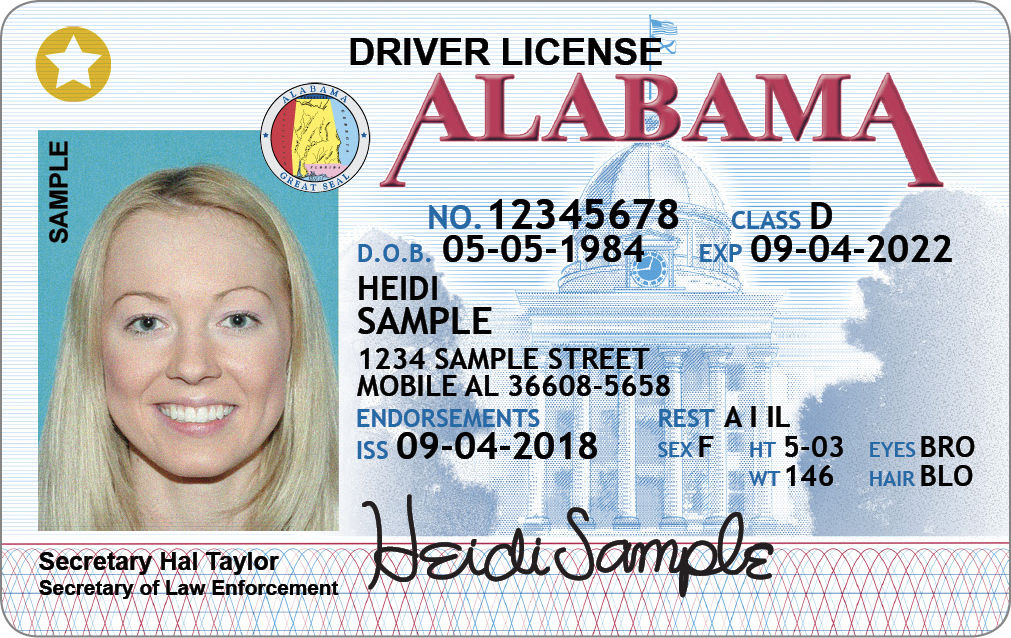 DRIVER LICENSE
ALABAMA
ALABAMA
GREAT SEAL
SAMPLE
NO. 12345678 CLASS D
D.O.B. 05-05-1984 EXP 09-04-2022
HEIDI
SAMPLE
1234 SAMPLE STREET
MOBILE AL 36608-5658
ENDORSEMENTS REST A I IL
ISS 09-04-2018 SEX F HT 5-03 EYES BRO
WT 146 HAIR BLO
Heidi Sample
Secretary Hal Taylor
Secretary of Law Enforcement